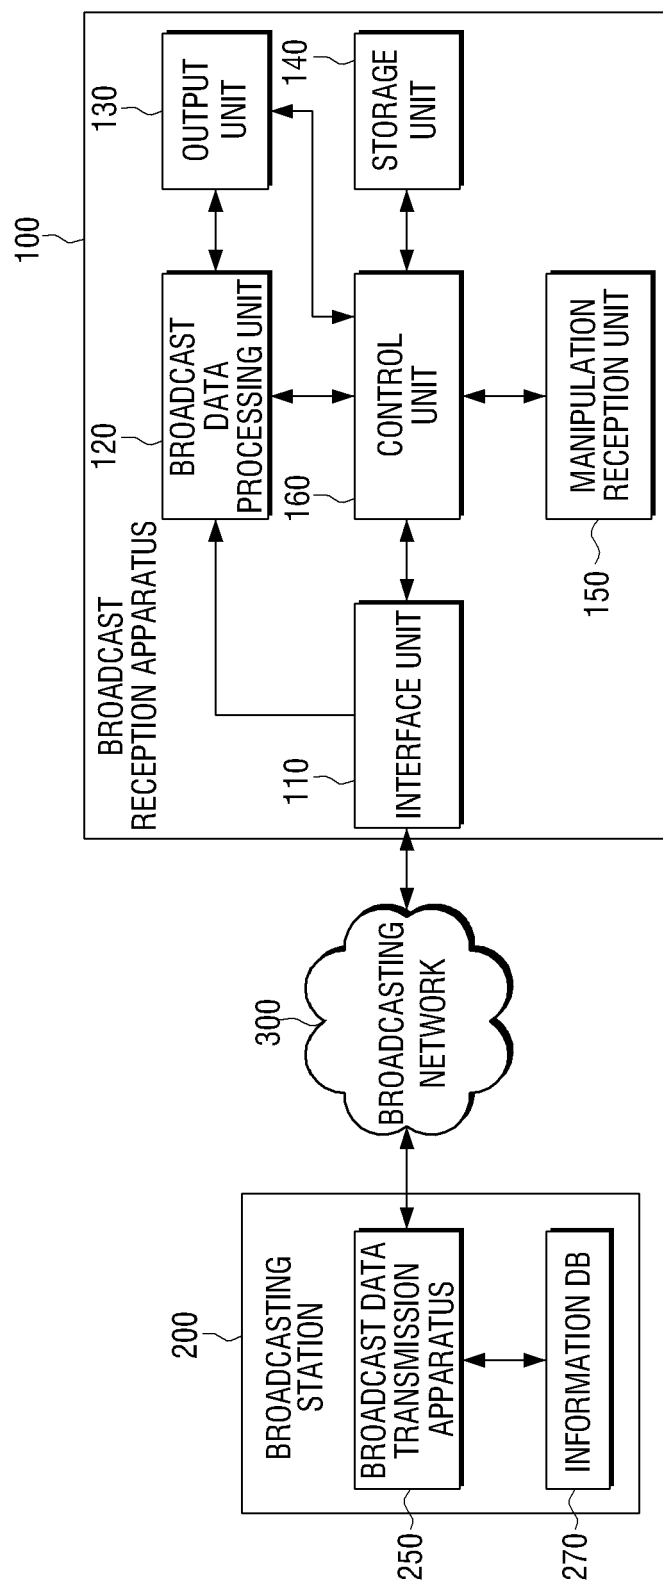 200
BROADCASTING
STATION
250
BROADCAST DATA
TRANSMISSION
APPARATUS
270
INFORMATION DB
300
BROADCASTING
NETWORK
100
BROADCAST
RECEPTION APPARATUS
110
INTERFACE UNIT
120
BROADCAST
DATA
PROCESSING UNIT
130
OUTPUT
UNIT
160
CONTROL
UNIT
140
STORAGE
UNIT
150
MANIPULATION
RECEPTION UNIT